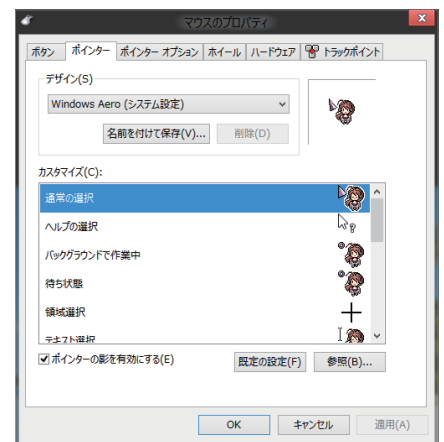 マウスのプロパティ
ボタン ポインター ポインター オプション ホイール ハードウェア トラックポイント
デザイン(S)
Windows Aero (システム設定)
名前を付けて保存(V)... 削除(D)
カスタマイズ(C):
通常の選択
ヘルプの選択
バックグラウンドで作業中
待ち状態
領域選択
テキスト選択
ポインターの影を有効にする(E) 既定の設定(F) 参照(B)...
OK キャンセル 適用(A)